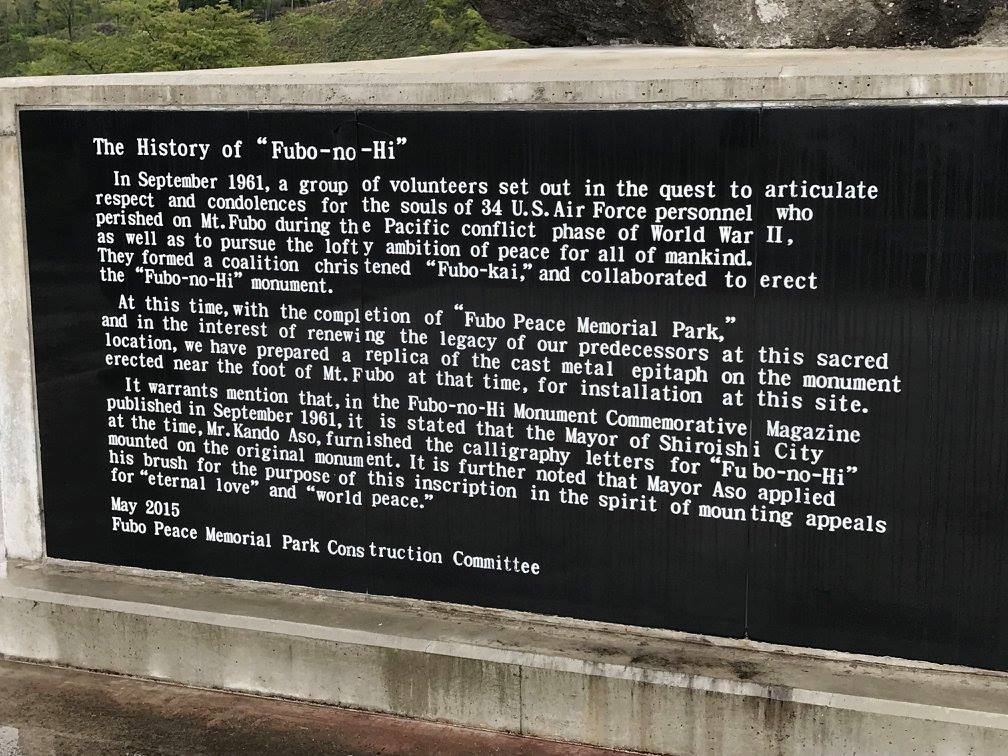 The History of “Fubo-no-Hi”
In September 1961, a group of volunteers set out in the quest to articulate
respect and condolences for the souls of 34 U.S.Air Force personnel who
perished on Mt.Fubo during the Pacific conflict phase of World War II,
as well as to pursue the lofty ambition of peace for all of mankind.
They formed a coalition christened “Fubo-kai,” and collaborated to erect
the “Fubo-no-Hi” monument.
At this time, with the completion of “Fubo Peace Memorial Park,”
and in the interest of renewing the legacy of our predecessors at this sacred
location, we have prepared a replica of the cast metal epitaph on the monument
erected near the foot of Mt.Fubo at that time, for installation at this site.
It warrants mention that, in the Fubo-no-Hi Monument Commemorative Magazine
published in September 1961, it is stated that the Mayor of Shiroishi City
at the time, Mr.Kando Aso, furnished the calligraphy letters for “Fubo-no-Hi”
mounted on the original monument. It is further noted that Mayor Aso applied
his brush for the purpose of this inscription in the spirit of mounting appeals
for “eternal love” and “world peace.”
May 2015
Fubo Peace Memorial Park Construction Committee